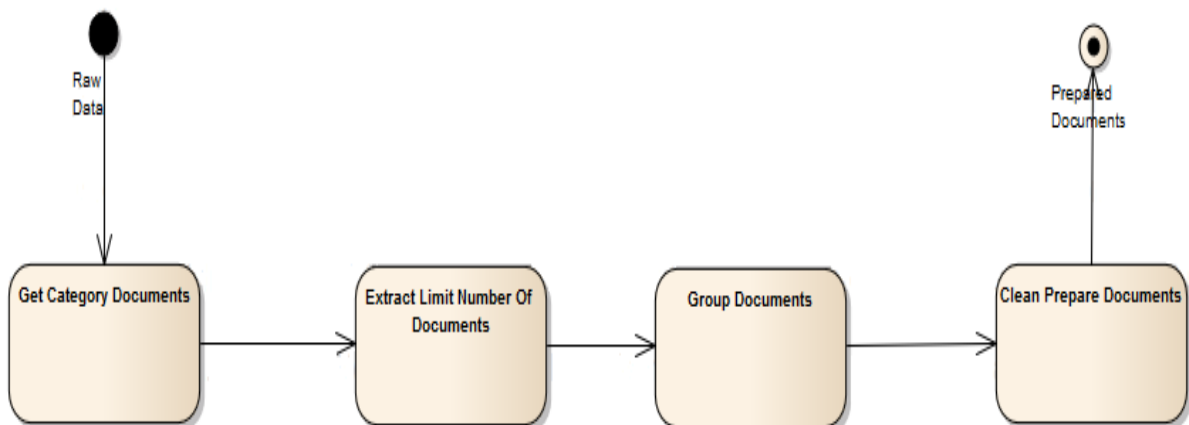 Raw
Data
Prepared
Documents
Get Category Documents
Extract Limit Number Of
Documents
Group Documents
Clean Prepare Documents